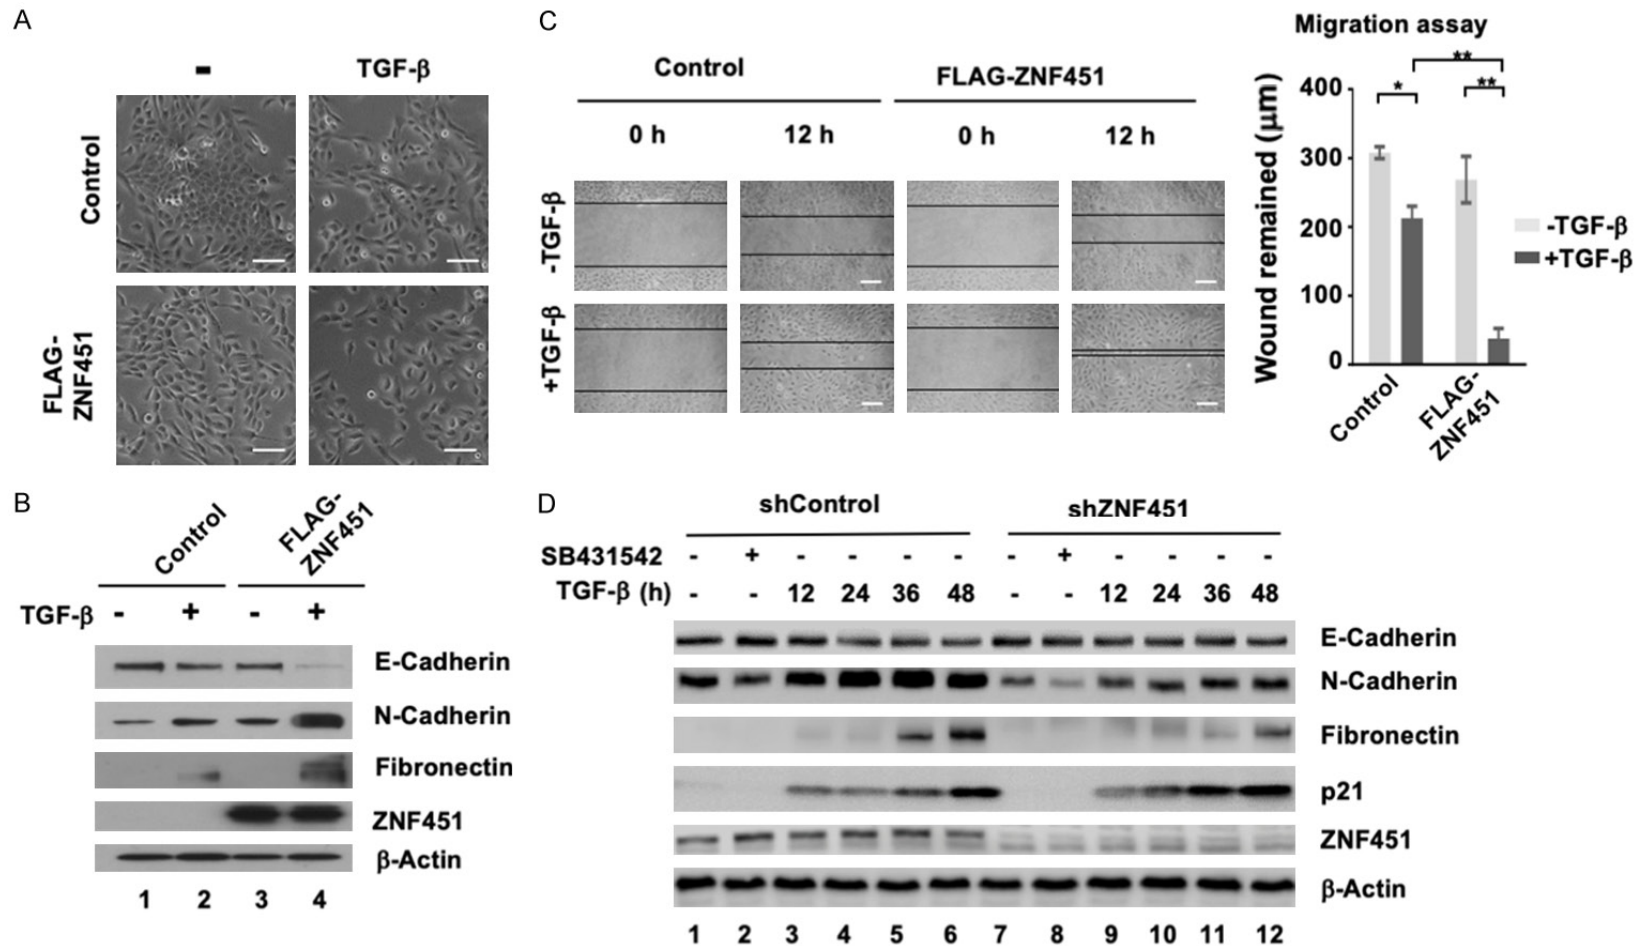 A
-
TGF-β
Control
FLAG-
ZNF451
C
Control
FLAG-ZNF451
0 h
12 h
0 h
12 h
-TGF-β
+TGF-β
Migration assay
Wound remained (μm)
400
300
200
100
0
*
**
**
Control
FLAG-
ZNF451
-TGF-β
+TGF-β
B
Control
FLAG-
ZNF451
TGF-β - + - +
E-Cadherin
N-Cadherin
Fibronectin
ZNF451
β-Actin
1 2 3 4
D
shControl
shZNF451
SB431542 - + - - - - - + - - - -
TGF-β (h) - - 12 24 36 48 - - 12 24 36 48
E-Cadherin
N-Cadherin
Fibronectin
p21
ZNF451
β-Actin
1 2 3 4 5 6 7 8 9 10 11 12